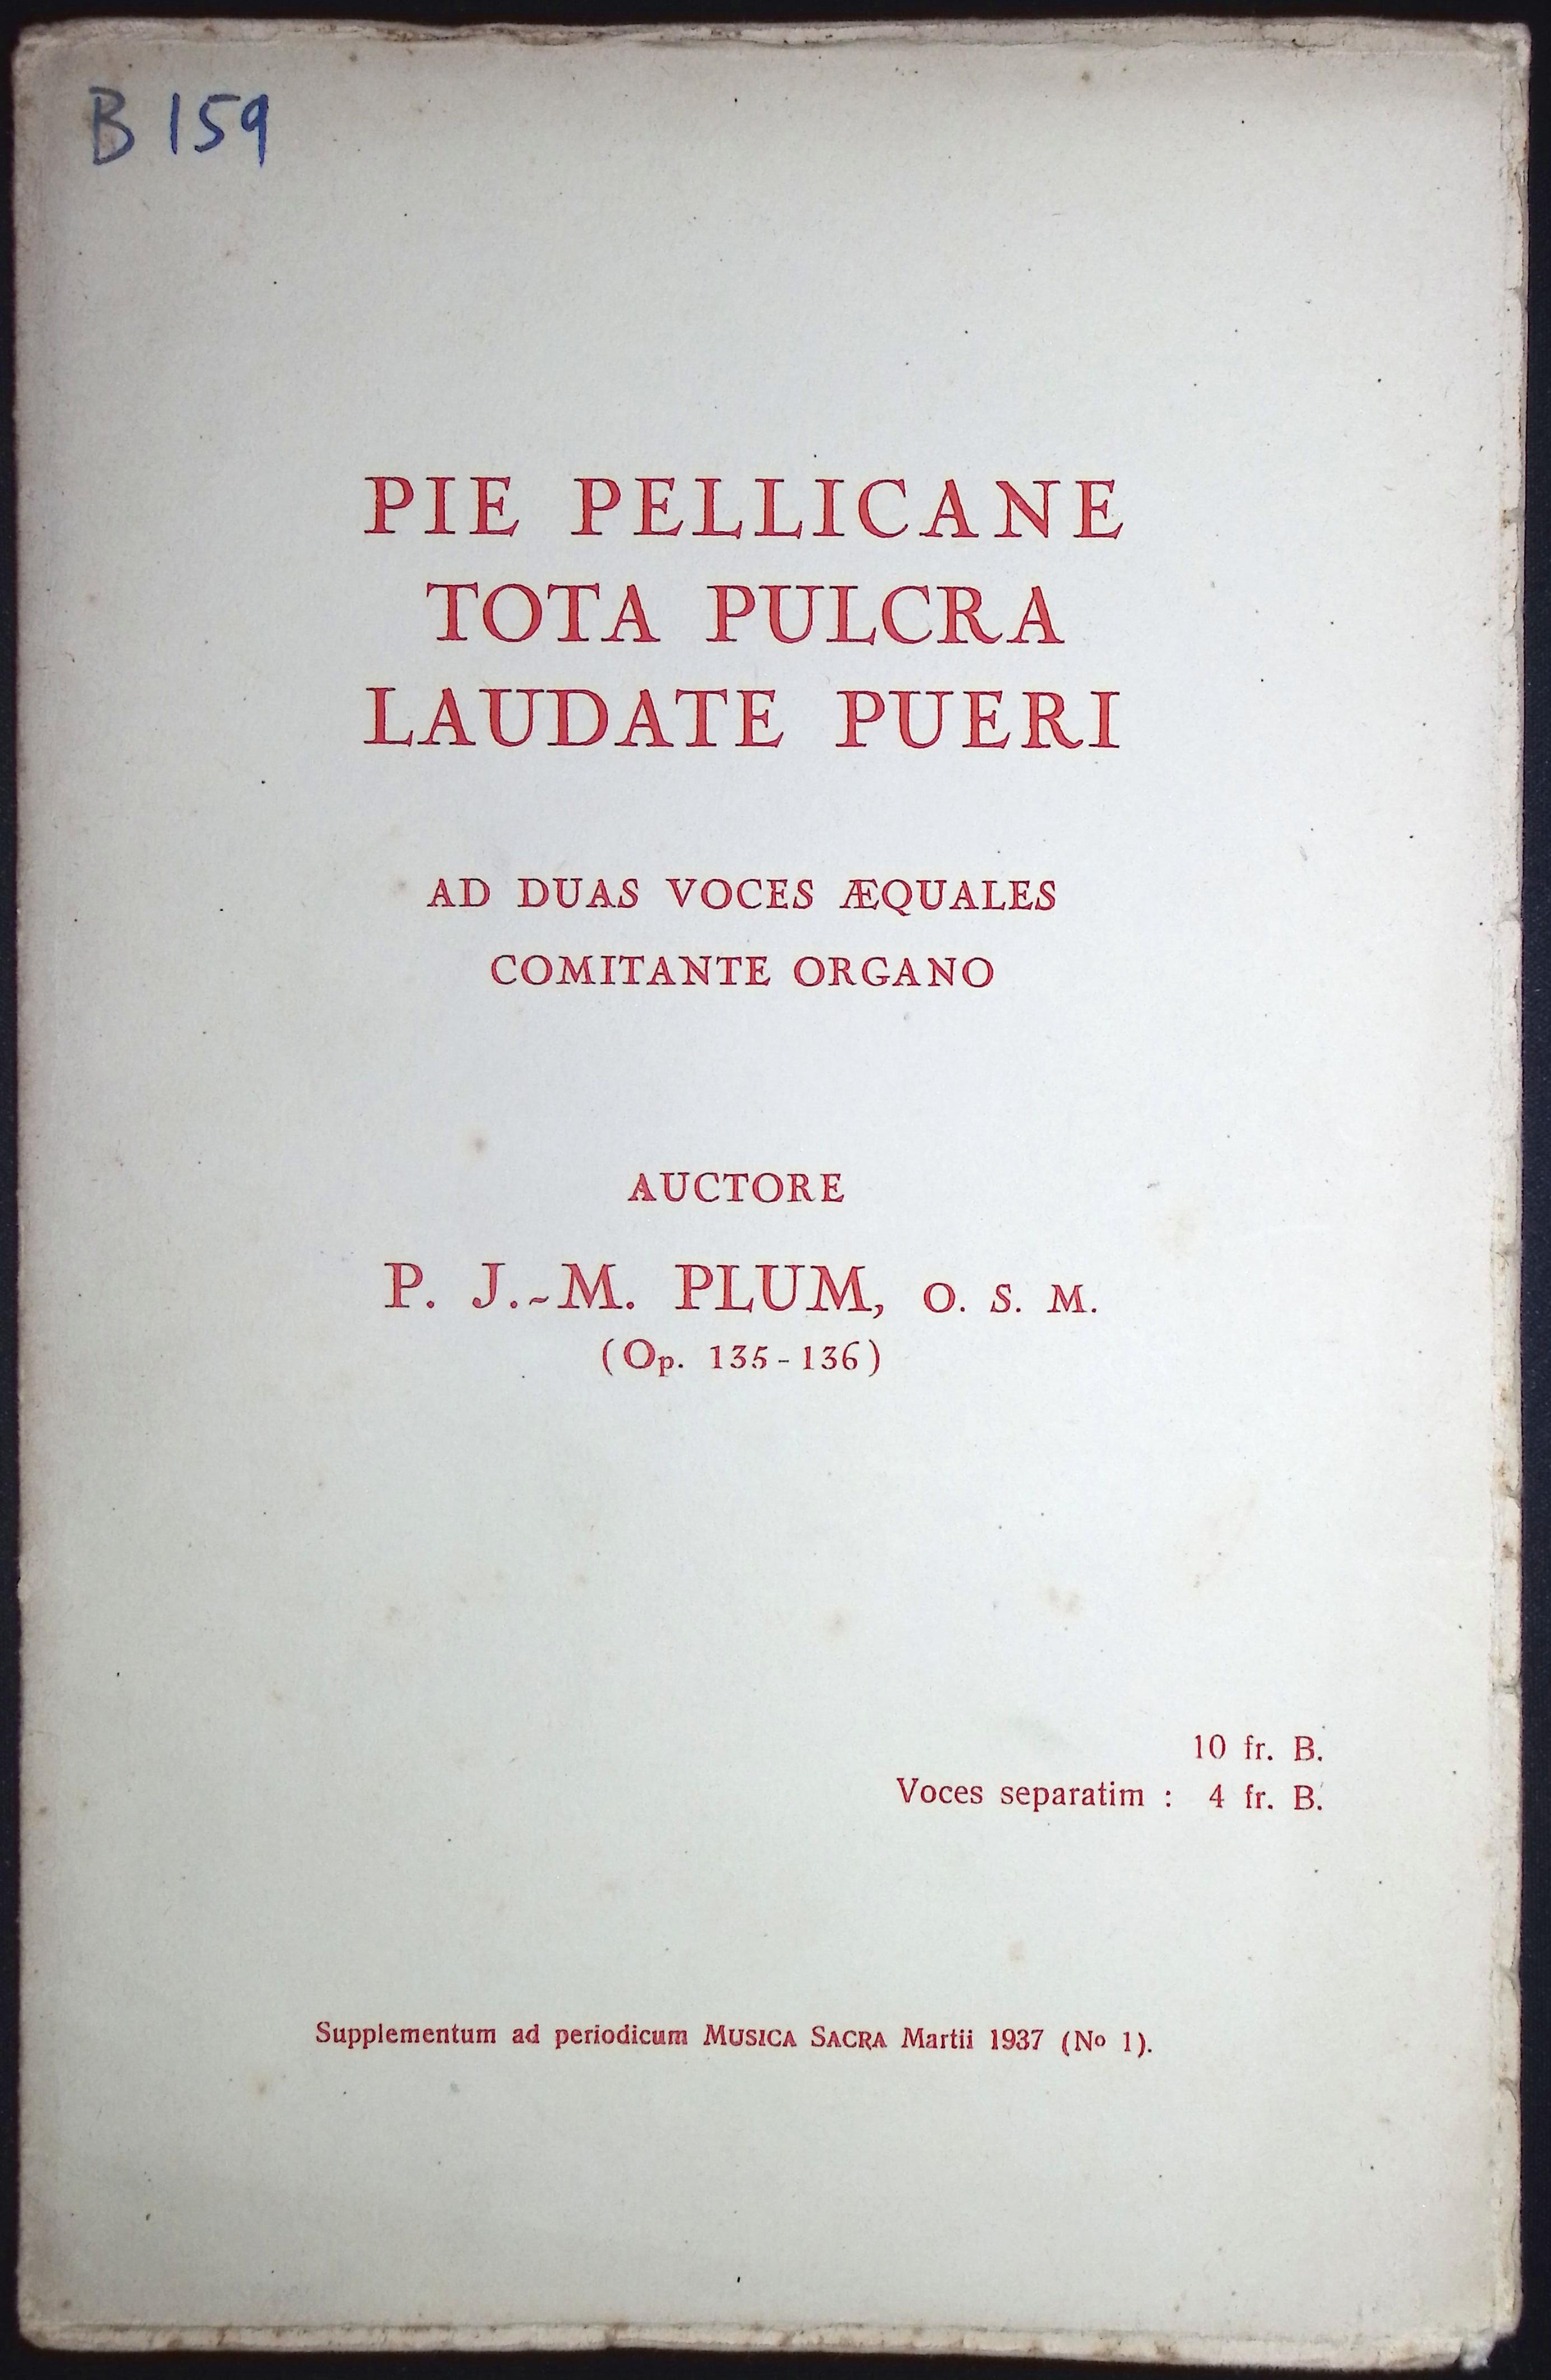 B 159
PIE PELLICANE
TOTA PULCRA
LAUDATE PUERI
AD DUAS VOCES ÆQUALES
COMITANTE ORGANO
AUCTORE
P. J.-M. PLUM, O. S. M.
(Op. 135-136)
10 fr. B.
Voces separatim : 4 fr. B.
Supplementum ad periodicum MUSICA SACRA Martii 1937 (Nº 1).